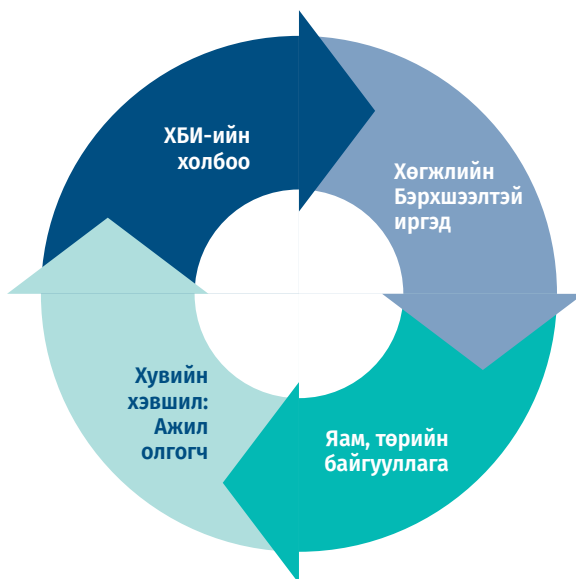 ХБИ-ийн
холбоо
Хөгжлийн
Бэрхшээлтэй
иргэд
Яам, төрийн
байгууллага
Хувийн
хэвшил:
Ажил
олгогч